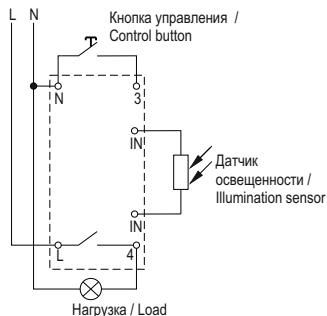 L N
Кнопка управления /
Control button
N
3
IN
Датчик
освещенности /
Illumination sensor
IN
L
4
Нагрузка / Load